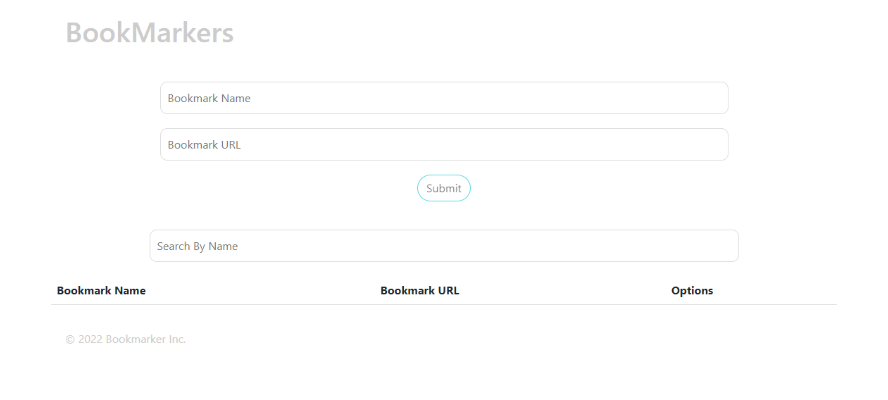 BookMarkers
Bookmark Name
Bookmark URL
Submit
Search By Name
Bookmark Name Bookmark URL Options
© 2022 Bookmarker Inc.